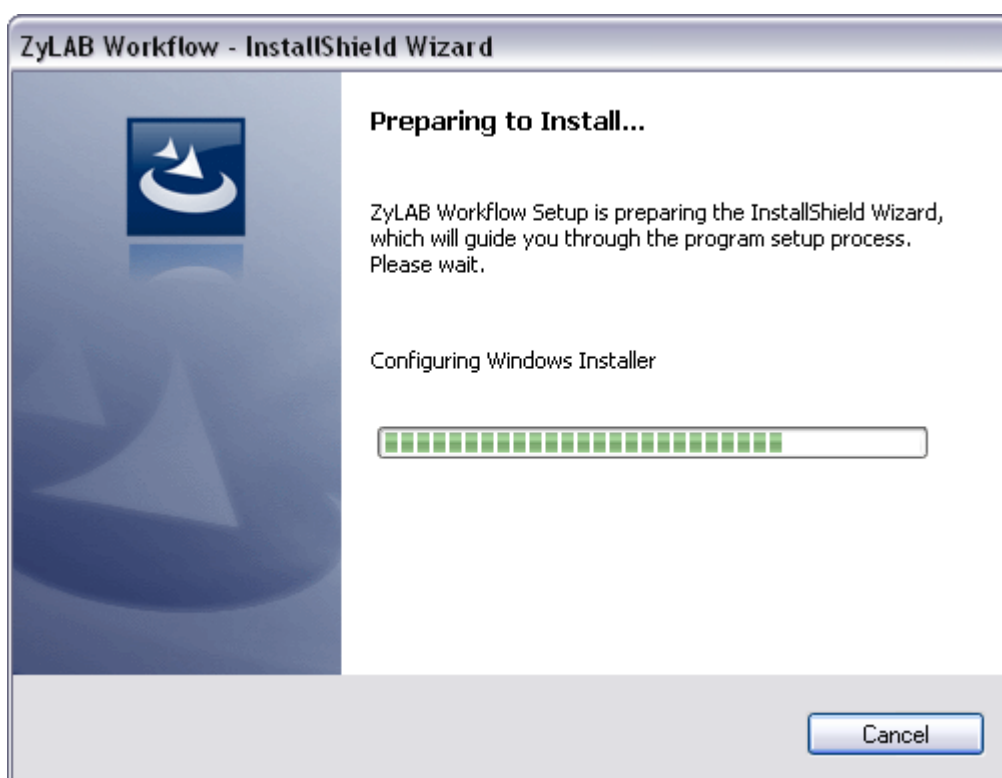 ZyLAB Workflow - InstallShield Wizard
Preparing to Install...
ZyLAB Workflow Setup is preparing the InstallShield Wizard,
which will guide you through the program setup process.
Please wait.
Configuring Windows Installer
Cancel